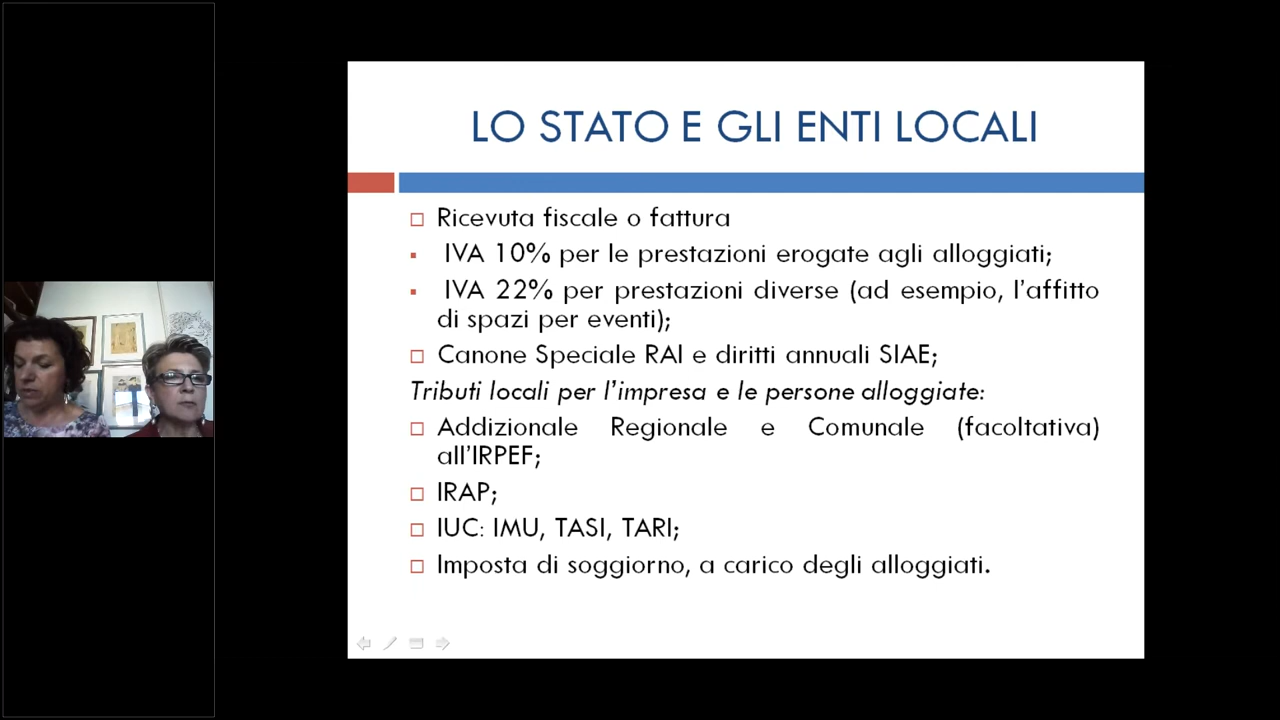 LO STATO E GLI ENTI LOCALI
Ricevuta fiscale o fattura
IVA 10% per le prestazioni erogate agli alloggiati;
IVA 22% per prestazioni diverse (ad esempio, l'affitto
di spazi per eventi);
Canone Speciale RAI e diritti annuali SIAE;
Tributi locali per l'impresa e le persone alloggiate:
Addizionale Regionale e Comunale (facoltativa)
all'IRPEF;
IRAP;
IUC: IMU, TASI, TARI;
Imposta di soggiorno, a carico degli alloggiati.